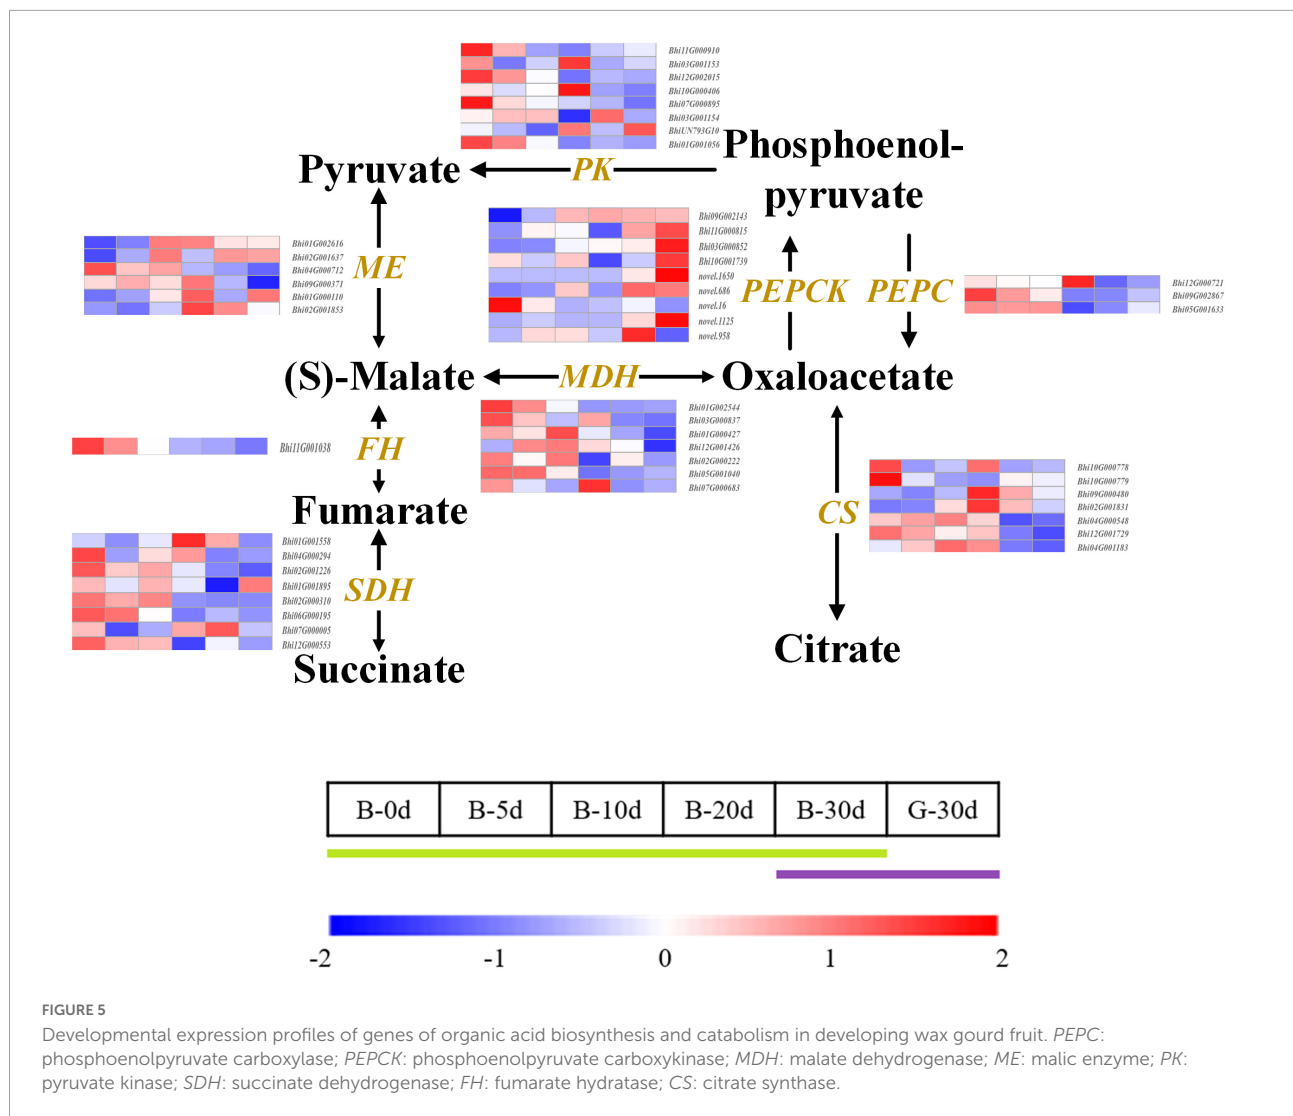 Bhi11G000910
Bhi03G001153
Bhi12G002015
Bhi10G000406
Bhi07G000895
Bhi03G001154
BhiUN793G10
Bhi01G001056
Phosphoenol-
pyruvate
Pyruvate
PK
Bhi09G002143
Bhi11G000815
Bhi03G000852
Bhi10G001739
novel.1650
novel.686
novel.16
novel.1125
novel.958
Bhi01G002616
Bhi02G001637
Bhi04G000712
Bhi09G000371
Bhi01G000110
Bhi02G001853
ME
PEPCK
PEPC
Bhi12G000721
Bhi09G002867
Bhi05G001633
(S)-Malate
MDH
Oxaloacetate
Bhi01G002544
Bhi03G000837
Bhi01G000427
Bhi12G001426
Bhi02G000222
Bhi05G001040
Bhi07G000683
Bhi11G001038
FH
Bhi10G000778
Bhi10G000779
Bhi09G000480
Bhi02G001831
Bhi04G000548
Bhi12G001729
Bhi04G001183
CS
Fumarate
Bhi01G001558
Bhi04G000294
Bhi02G001226
Bhi01G001895
Bhi02G000310
Bhi06G000195
Bhi07G000005
Bhi12G000553
SDH
Succinate
Citrate
B-0d B-5d B-10d B-20d B-30d G-30d
-2 -1 0 1 2
FIGURE 5
Developmental expression profiles of genes of organic acid biosynthesis and catabolism in developing wax gourd fruit. PEPC:
phosphoenolpyruvate carboxylase; PEPCK: phosphoenolpyruvate carboxykinase; MDH: malate dehydrogenase; ME: malic enzyme; PK:
pyruvate kinase; SDH: succinate dehydrogenase; FH: fumarate hydratase; CS: citrate synthase.